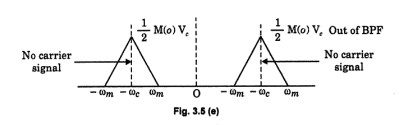 1/2 M(o) V_c
1/2 M(o) V_c Out of BPF
No carrier signal
No carrier signal
− ω_m − ω_c ω_m O − ω_m − ω_c ω_m
Fig. 3.5 (e)